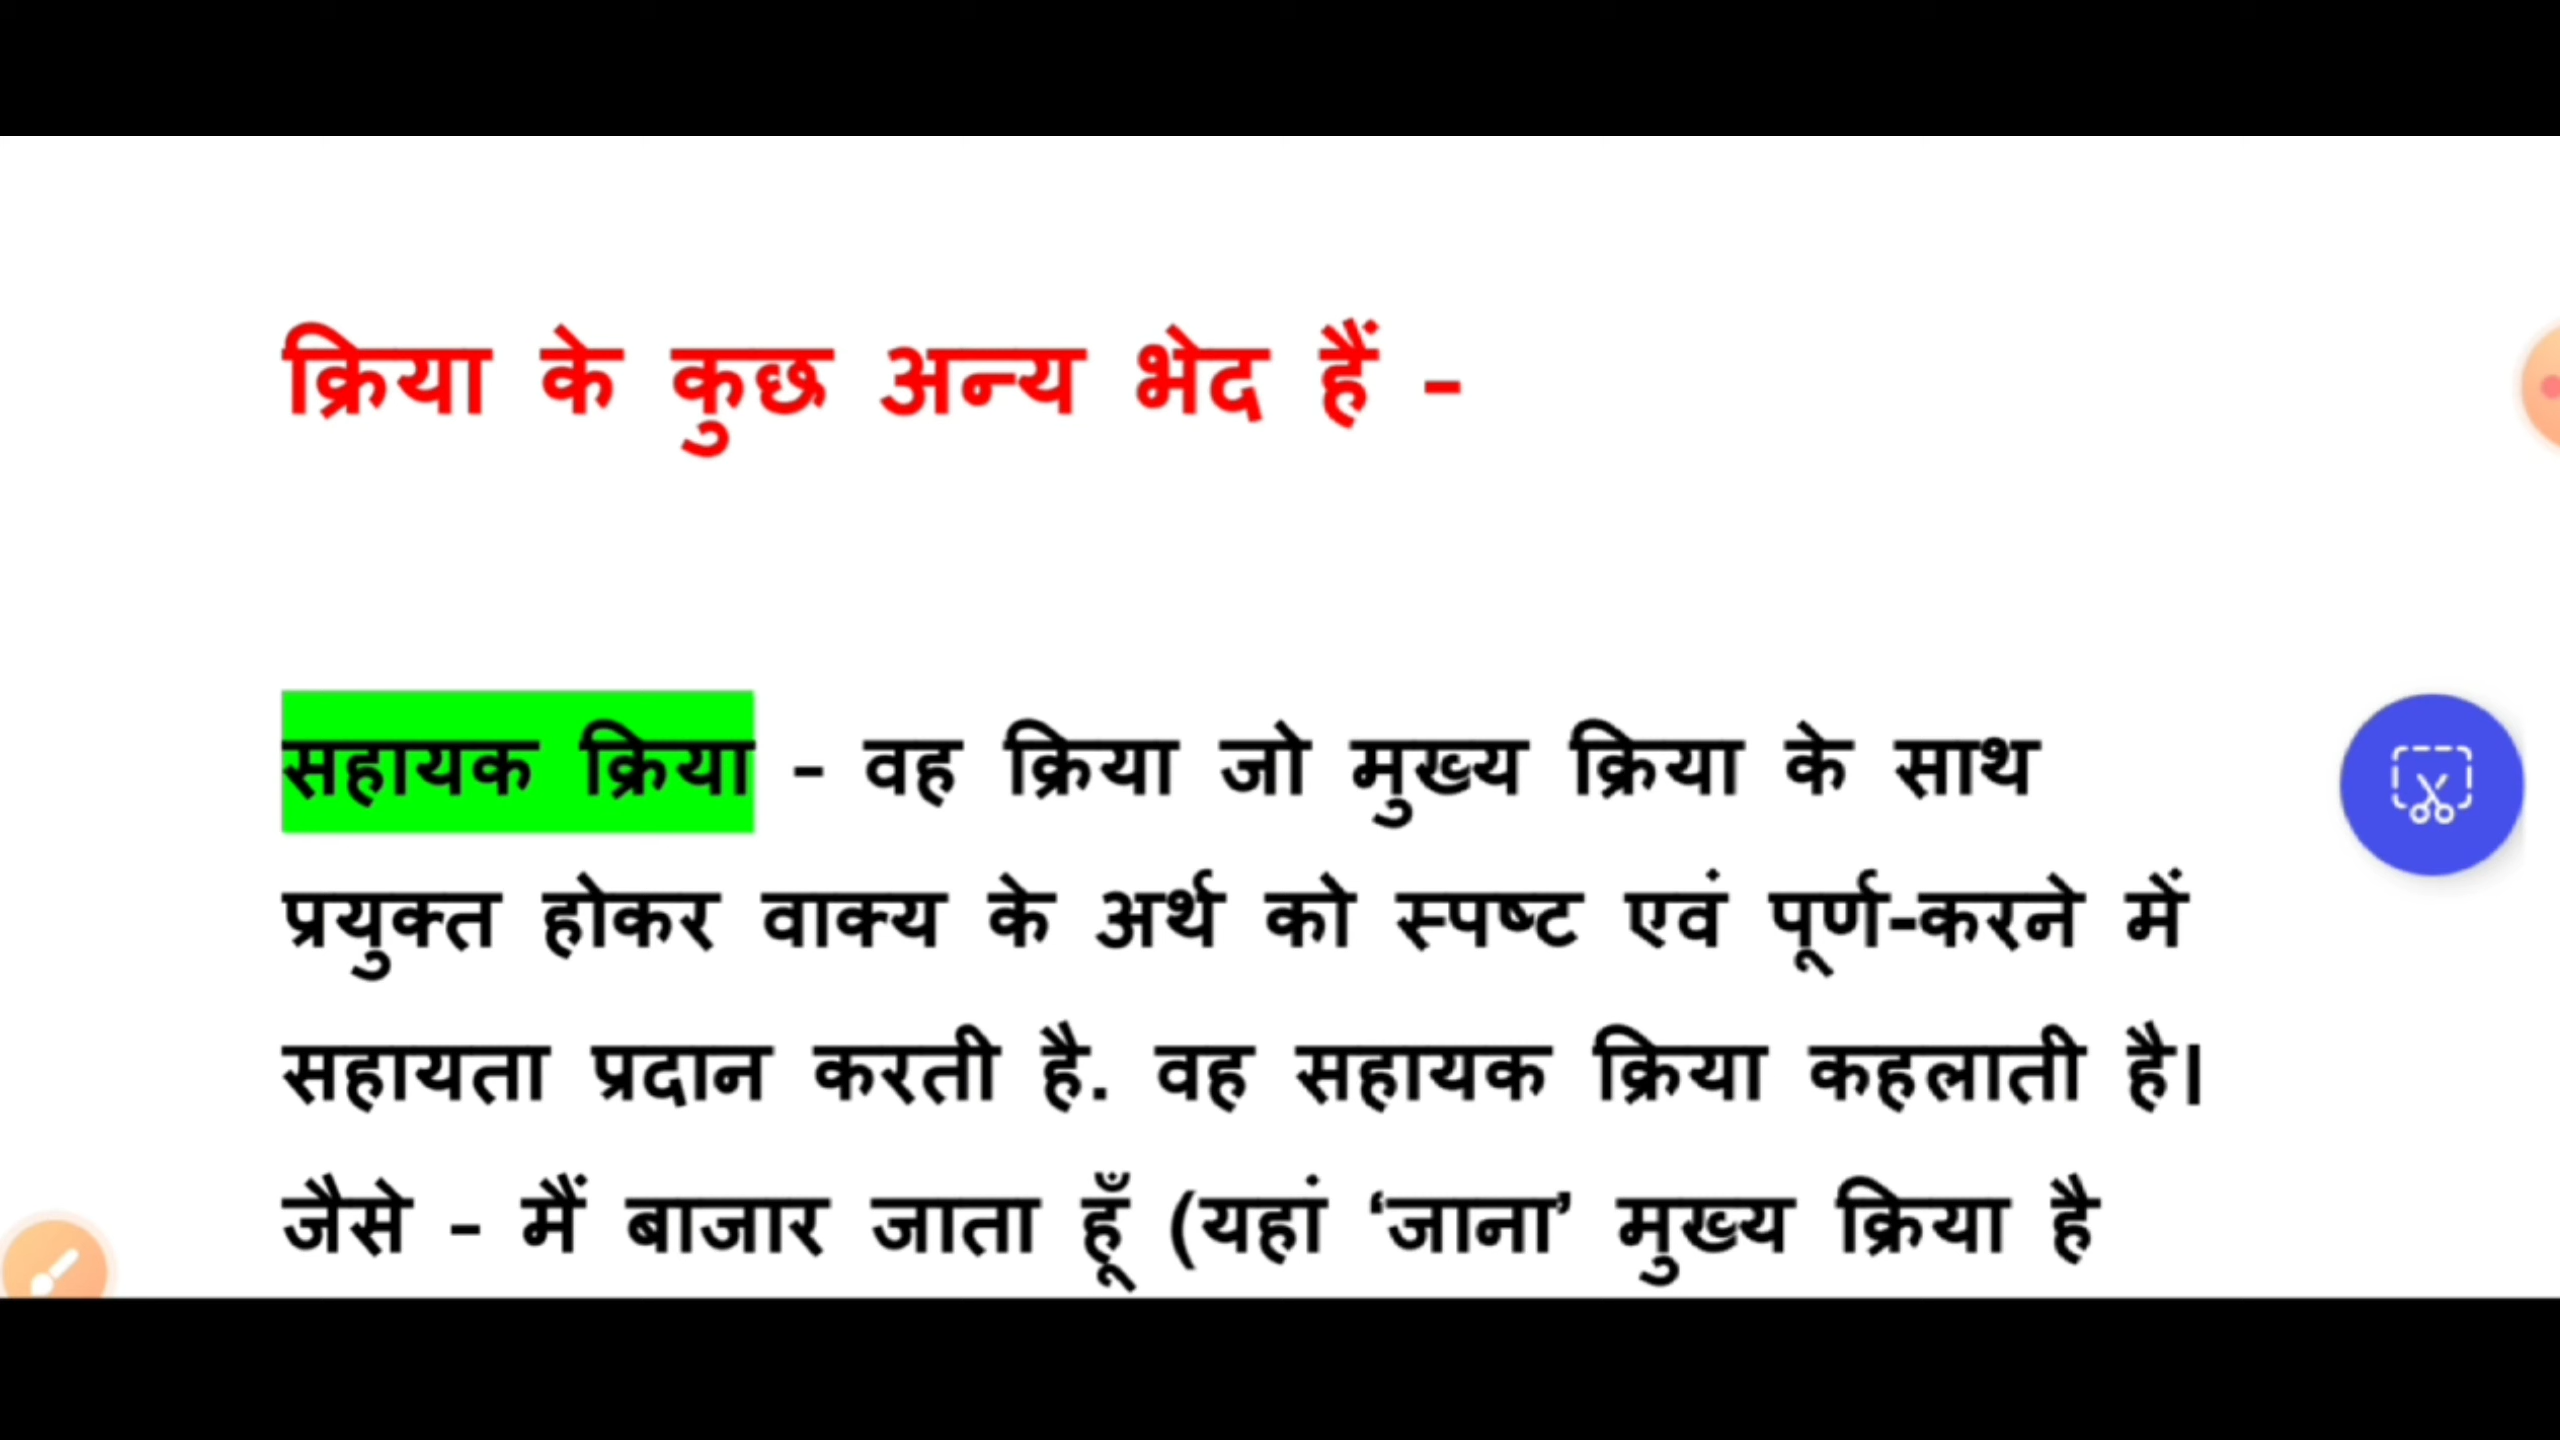 क्रिया के कुछ अन्य भेद हैं -
सहायक क्रिया - वह क्रिया जो मुख्य क्रिया के साथ
प्रयुक्त होकर वाक्य के अर्थ को स्पष्ट एवं पूर्ण-करने में
सहायता प्रदान करती है. वह सहायक क्रिया कहलाती है।
जैसे - मैं बाजार जाता हूँ (यहां ‘जाना’ मुख्य क्रिया है